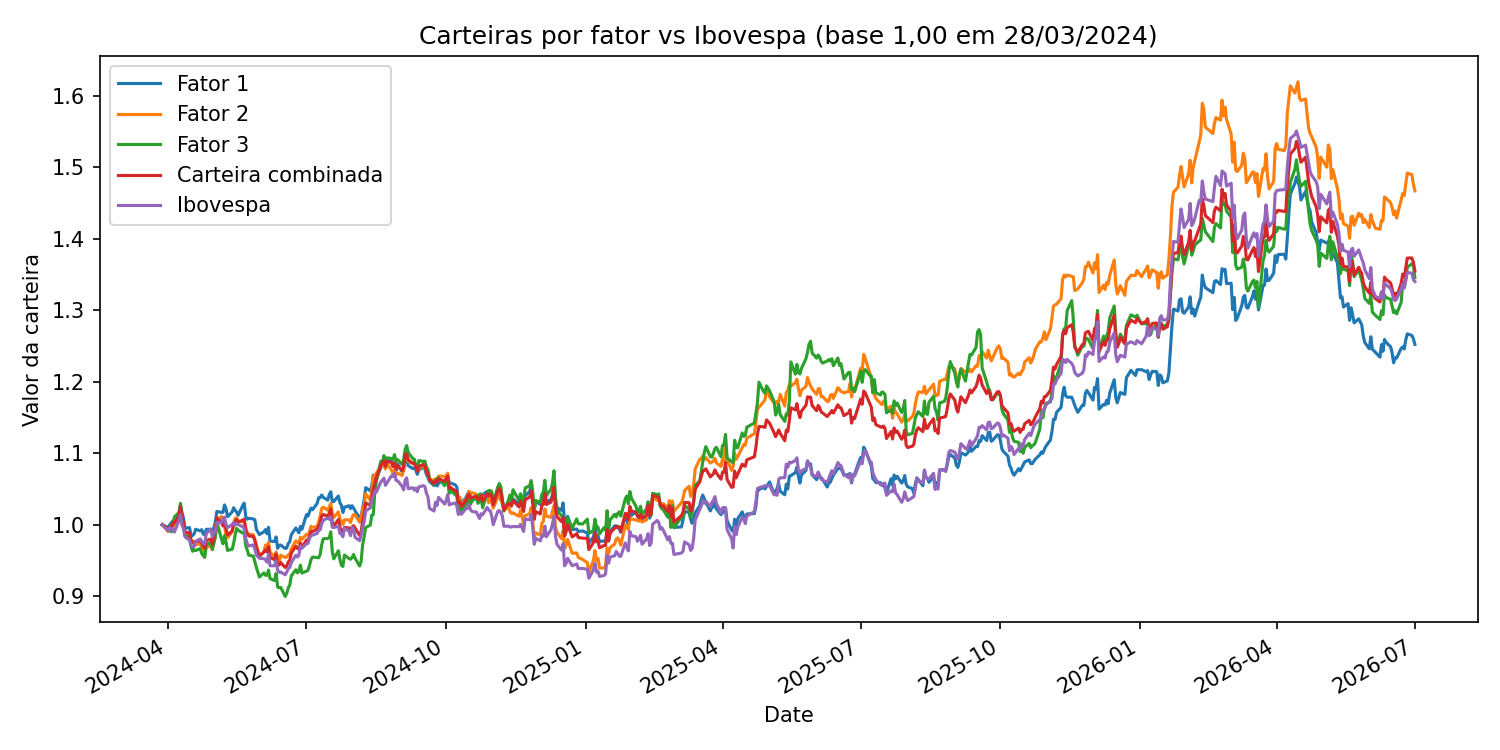 Carteiras por fator vs Ibovespa (base 1,00 em 28/03/2024)
Fator 1
Fator 2
Fator 3
Carteira combinada
Ibovespa
Valor da carteira
1.6
1.5
1.4
1.3
1.2
1.1
1.0
0.9
2024-04
2024-07
2024-10
2025-01
2025-04
2025-07
2025-10
2026-01
2026-04
2026-07
Date